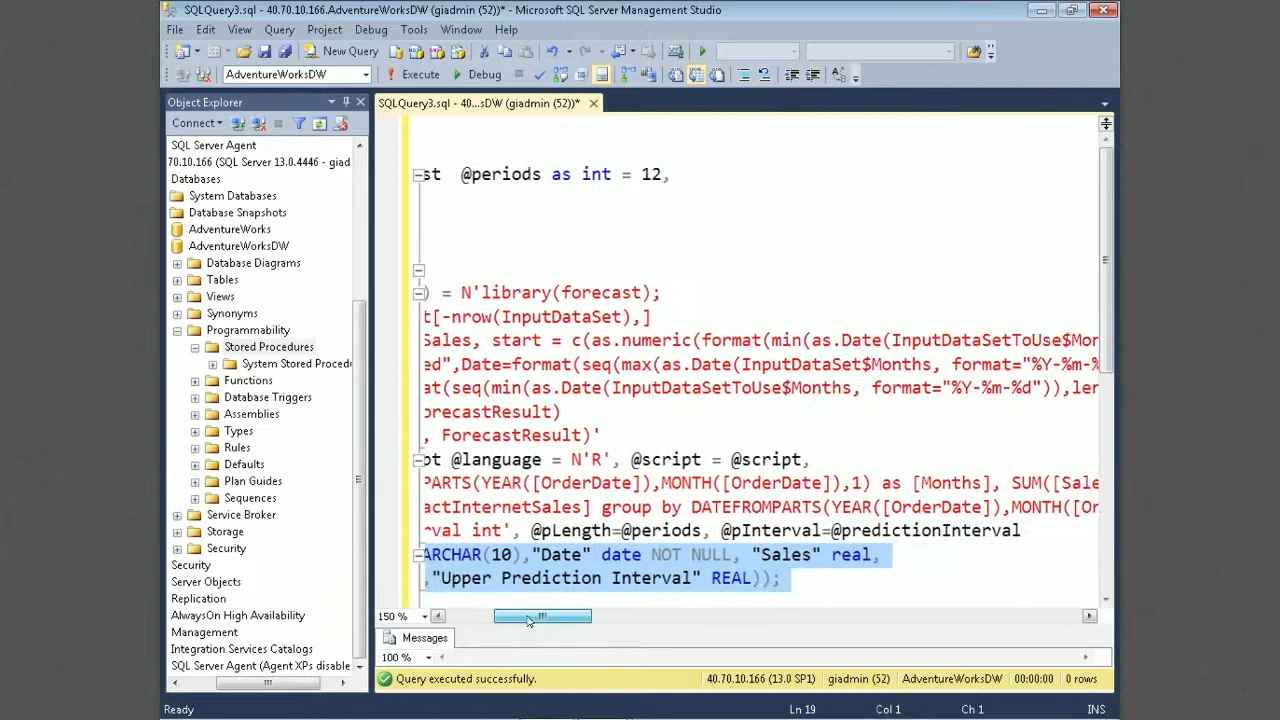 SQLQuery3.sql - 40.70.10.166.AdventureWorksDW (giadmin (52))* - Microsoft SQL Server Management Studio
File Edit View Query Project Debug Tools Window Help
New Query
AdventureWorksDW Execute Debug
Object Explorer
SQLQuery3.sql - 40...sDW (giadmin (52))*
Connect
SQL Server Agent
70.10.166 (SQL Server 13.0.4446 - giad
Databases
System Databases
Database Snapshots
AdventureWorks
AdventureWorksDW
Database Diagrams
Tables
Views
Synonyms
Programmability
Stored Procedures
System Stored Procedu
Functions
Database Triggers
Assemblies
Types
Rules
Defaults
Plan Guides
Sequences
Service Broker
Storage
Security
Security
Server Objects
Replication
AlwaysOn High Availability
Management
Integration Services Catalogs
SQL Server Agent (Agent XPs disable
st @periods as int = 12,
) = N'library(forecast);
t[-nrow(InputDataSet),]
Sales, start = c(as.numeric(format(min(as.Date(InputDataSetToUse$Mon
ed",Date=format(seq(max(as.Date(InputDataSet$Months, format="%Y-%m-%
at(seq(min(as.Date(InputDataSetToUse$Months, format="%Y-%m-%d")),len
orecastResult)
, ForecastResult)'
pt @language = N'R', @script = @script,
PARTS(YEAR([OrderDate]),MONTH([OrderDate]),1) as [Months], SUM([Sale
actInternetSales] group by DATEFROMPARTS(YEAR([OrderDate]),MONTH([Or
rval int', @pLength=@periods, @pInterval=@predictionInterval
ARCHAR(10),"Date" date NOT NULL, "Sales" real,
,"Upper Prediction Interval" REAL));
150 %
Messages
100 %
Query executed successfully. 40.70.10.166 (13.0 SP1) giadmin (52) AdventureWorksDW 00:00:00 0 rows
Ready Ln 19 Col 1 Ch 1 INS